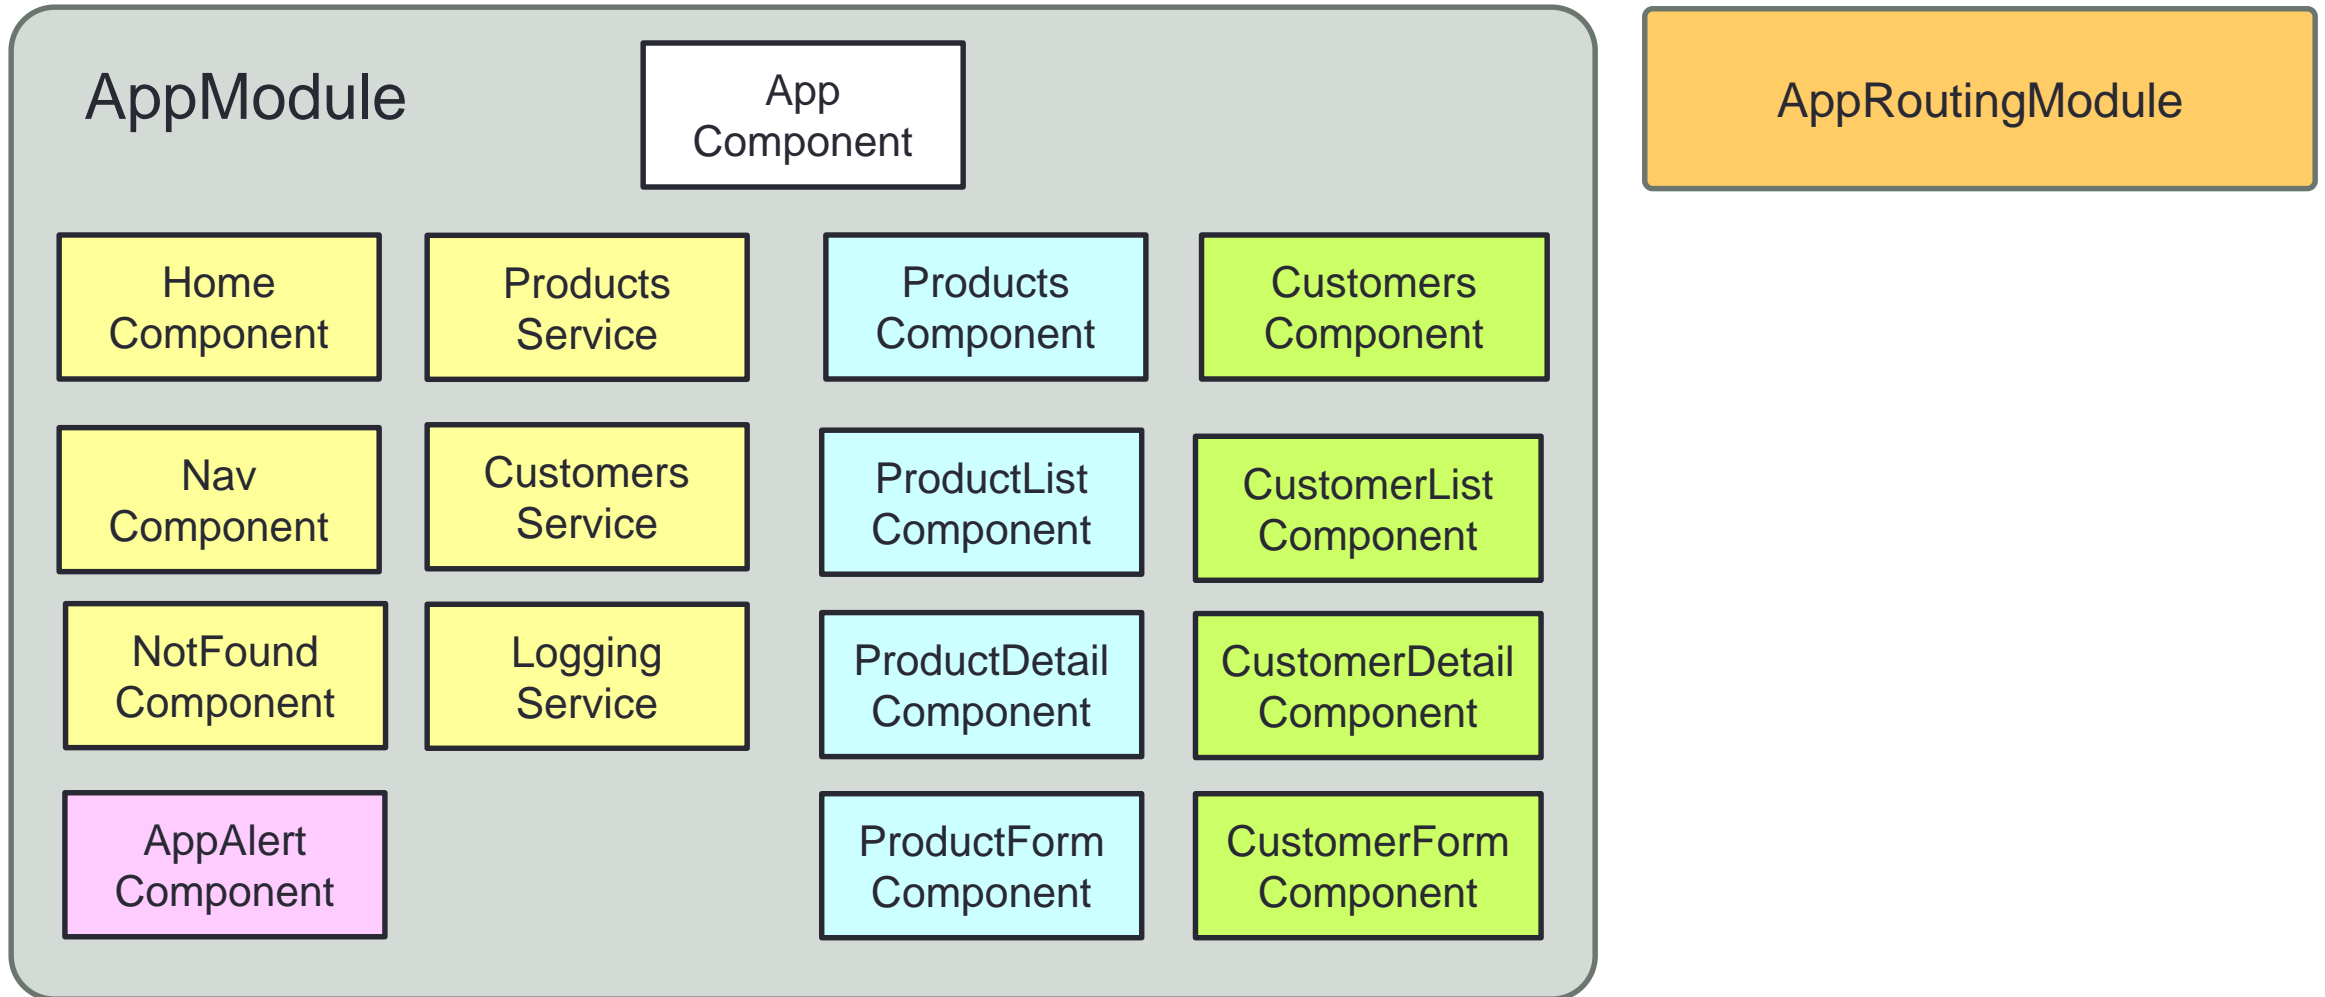 AppModule
App
Component
AppRoutingModule
Home
Component
Products
Service
Products
Component
Customers
Component
Nav
Component
Customers
Service
ProductList
Component
CustomerList
Component
NotFound
Component
Logging
Service
ProductDetail
Component
CustomerDetail
Component
AppAlert
Component
ProductForm
Component
CustomerForm
Component